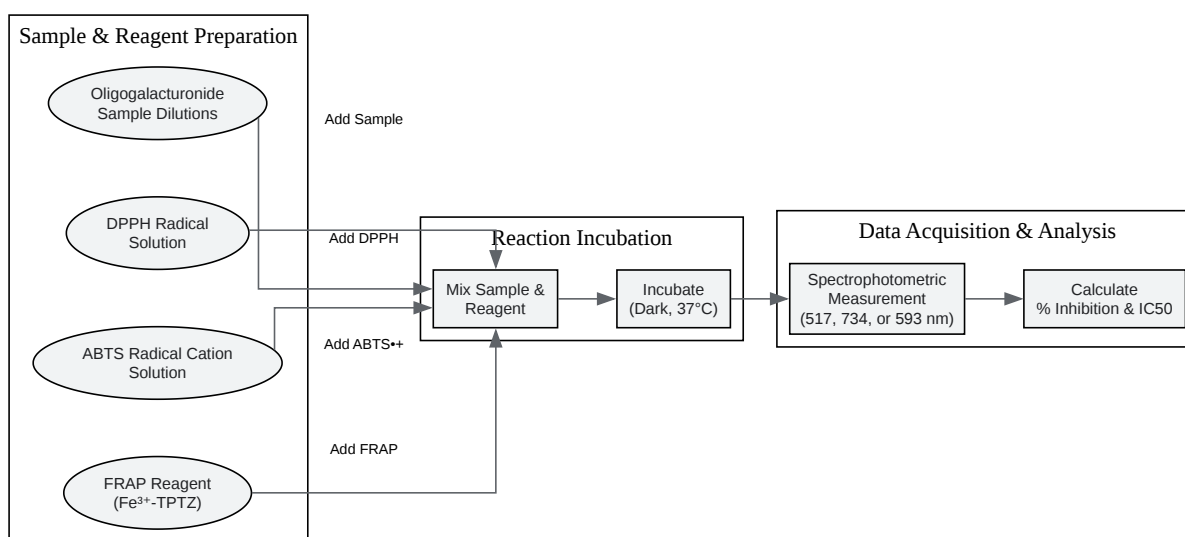 Sample & Reagent Preparation
Oligogalacturonide
Sample Dilutions
Add Sample
DPPH Radical
Solution
Add DPPH
ABTS Radical Cation
Solution
Add ABTS•+
FRAP Reagent
(Fe³⁺-TPTZ)
Add FRAP
Reaction Incubation
Mix Sample &
Reagent
Incubate
(Dark, 37°C)
Data Acquisition & Analysis
Spectrophotometric
Measurement
(517, 734, or 593 nm)
Calculate
% Inhibition & IC50